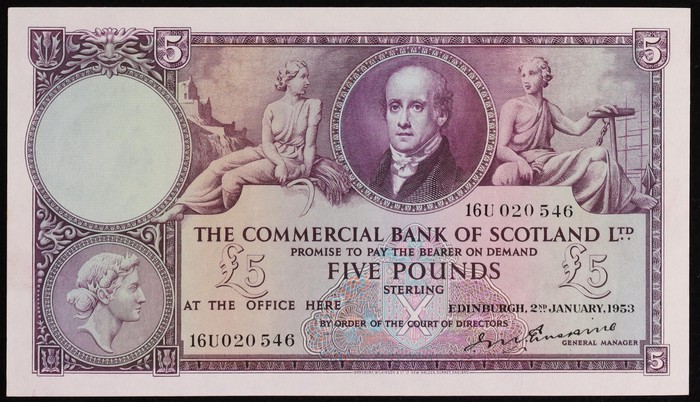 5
5
16U 020 546
THE COMMERCIAL BANK OF SCOTLAND LTD.
PROMISE TO PAY THE BEARER ON DEMAND
£5 FIVE POUNDS £5
STERLING
AT THE OFFICE HERE EDINBURGH, 2ND JANUARY, 1953
BY ORDER OF THE COURT OF DIRECTORS
16U 020 546 GENERAL MANAGER
5